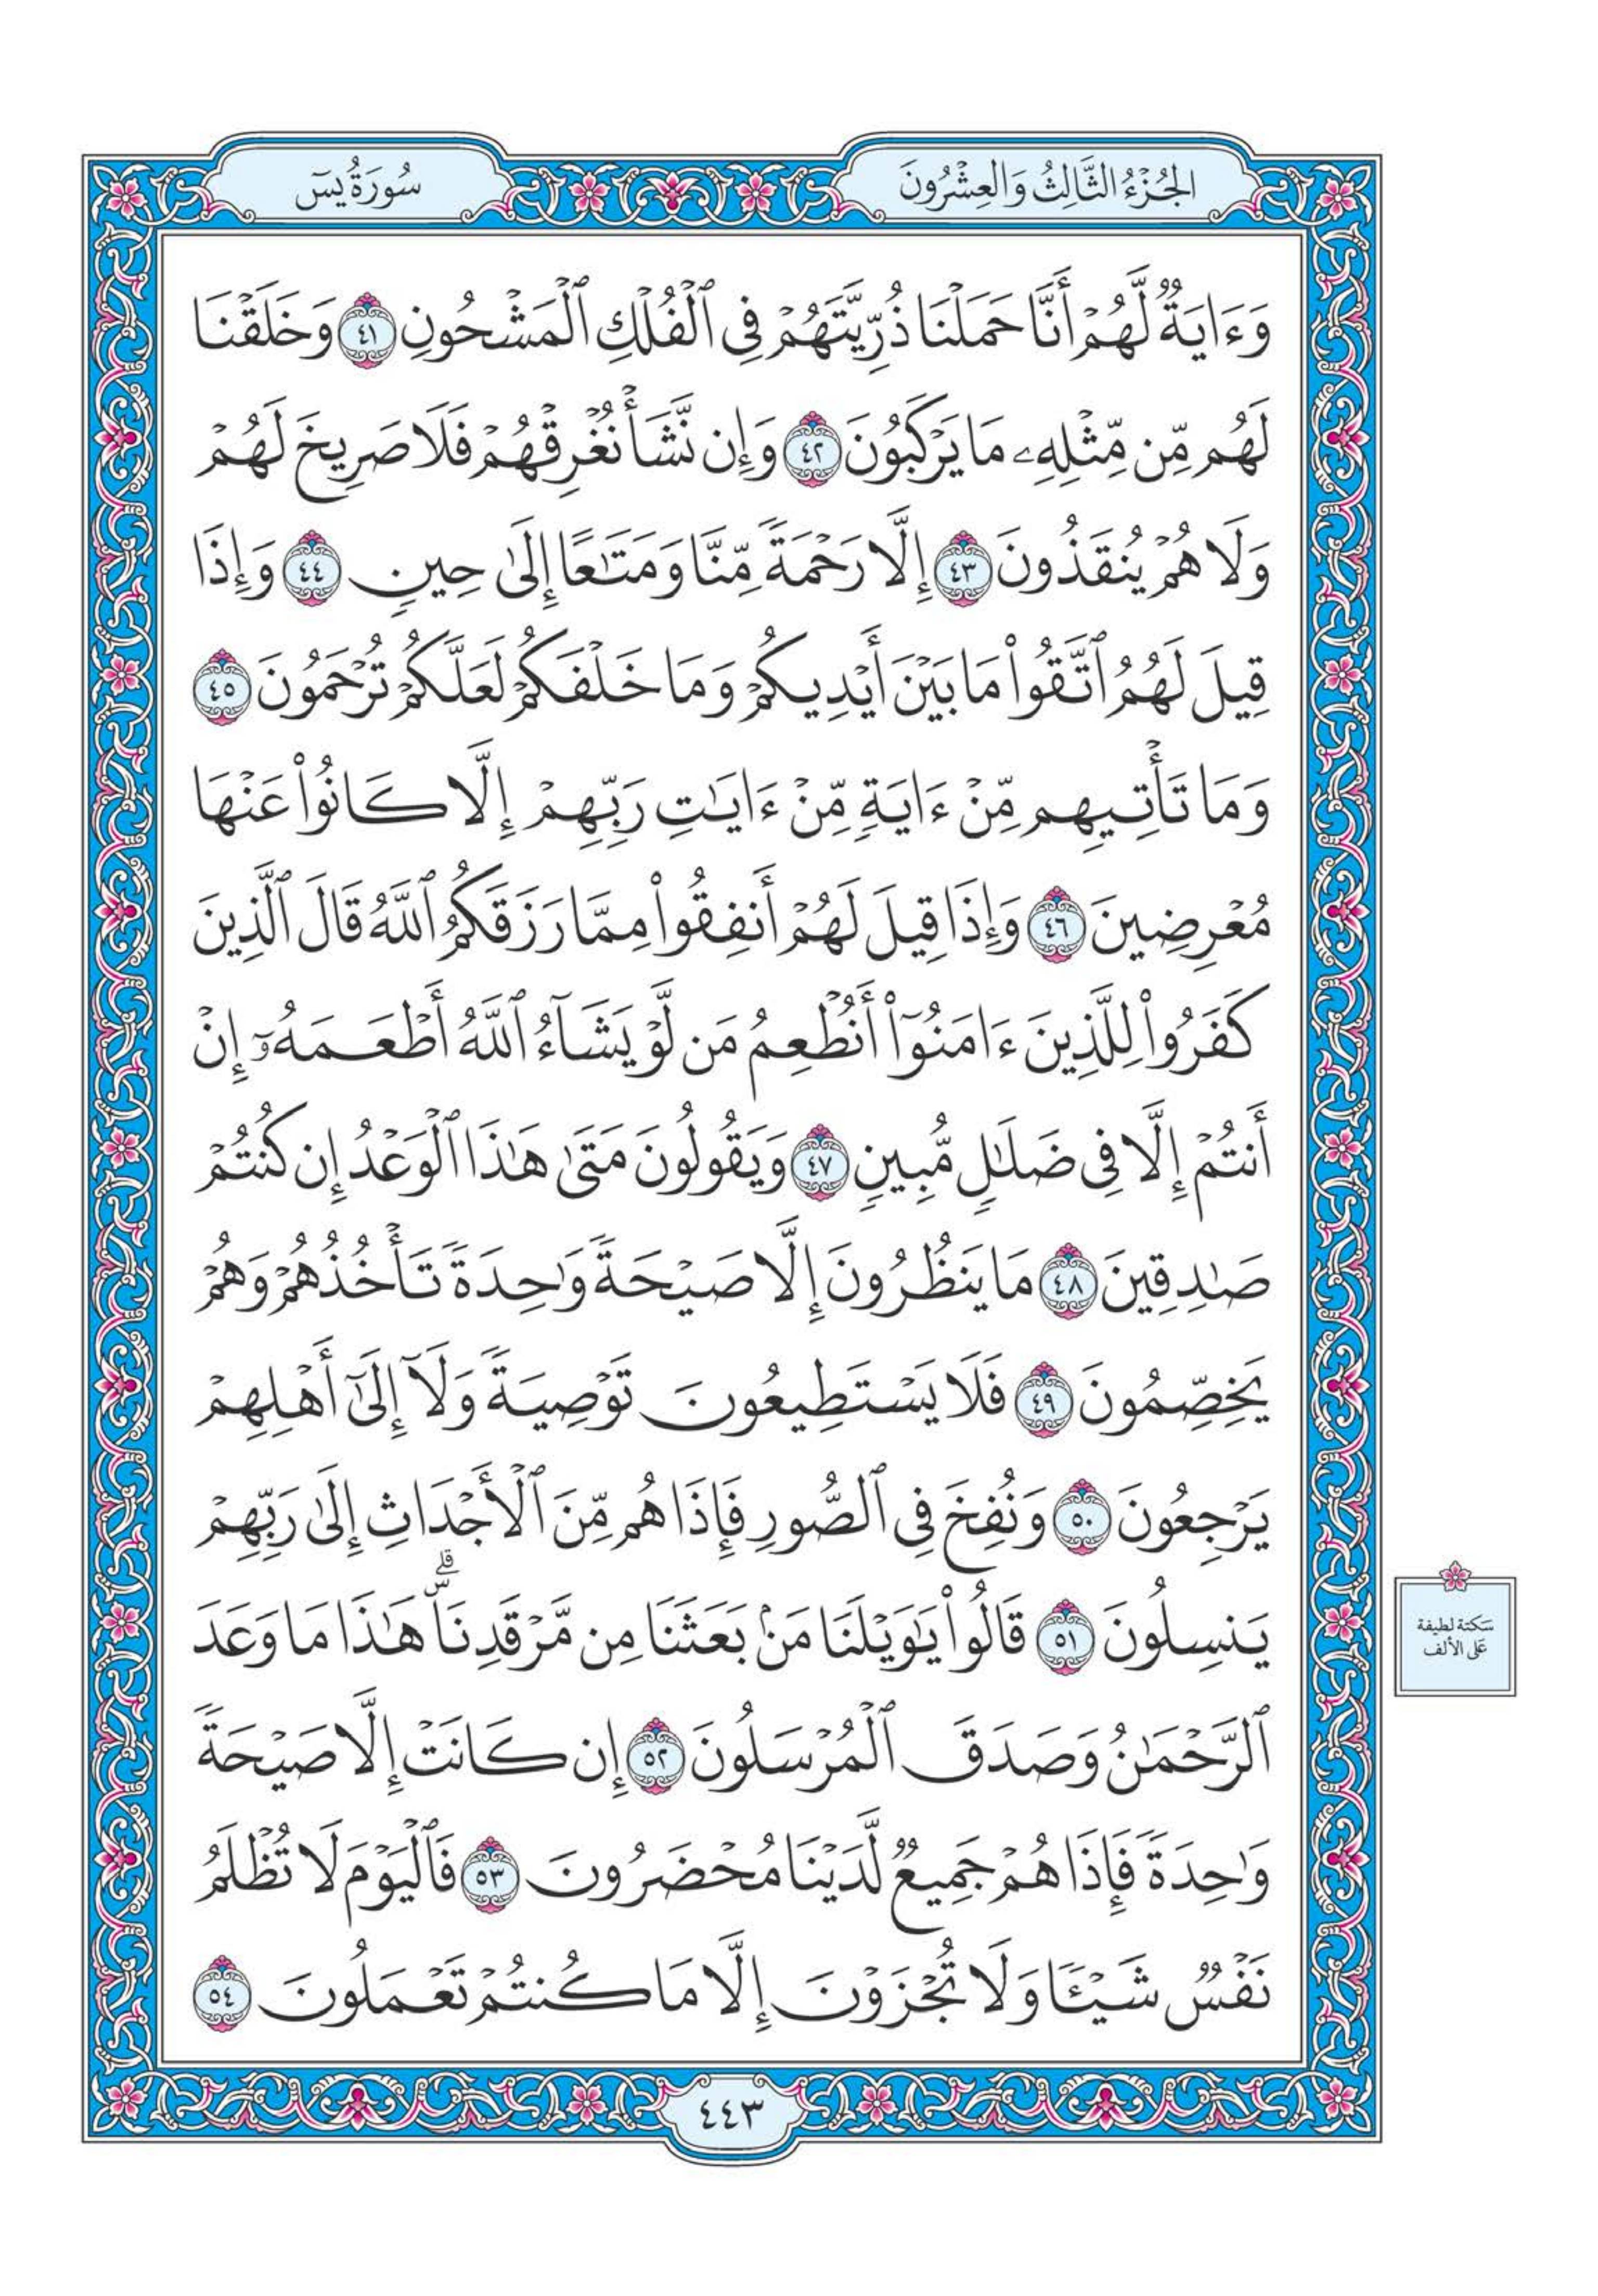 الجُزْءُ الثَّالِثُ وَالعِشْرُونَ
سُورَةُ يسٓ
وَءَايَةٌ لَّهُمْ أَنَّا حَمَلْنَا ذُرِّيَّتَهُمْ فِي ٱلْفُلْكِ ٱلْمَشْحُونِ ٤١ وَخَلَقْنَا
لَهُم مِّن مِّثْلِهِۦ مَا يَرْكَبُونَ ٤٢ وَإِن نَّشَأْ نُغْرِقْهُمْ فَلَا صَرِيخَ لَهُمْ
وَلَا هُمْ يُنقَذُونَ ٤٣ إِلَّا رَحْمَةً مِّنَّا وَمَتَٰعًا إِلَىٰ حِينٍ ٤٤ وَإِذَا
قِيلَ لَهُمُ ٱتَّقُوا۟ مَا بَيْنَ أَيْدِيكُمْ وَمَا خَلْفَكُمْ لَعَلَّكُمْ تُرْحَمُونَ ٤٥
وَمَا تَأْتِيهِم مِّنْ ءَايَةٍ مِّنْ ءَايَٰتِ رَبِّهِمْ إِلَّا كَانُوا۟ عَنْهَا
مُعْرِضِينَ ٤٦ وَإِذَا قِيلَ لَهُمْ أَنفِقُوا۟ مِمَّا رَزَقَكُمُ ٱللَّهُ قَالَ ٱلَّذِينَ
كَفَرُوا۟ لِلَّذِينَ ءَامَنُوٓا۟ أَنُطْعِمُ مَن لَّوْ يَشَآءُ ٱللَّهُ أَطْعَمَهُۥٓ إِنْ
أَنتُمْ إِلَّا فِي ضَلَٰلٍ مُّبِينٍ ٤٧ وَيَقُولُونَ مَتَىٰ هَٰذَا ٱلْوَعْدُ إِن كُنتُمْ
صَٰدِقِينَ ٤٨ مَا يَنظُرُونَ إِلَّا صَيْحَةً وَٰحِدَةً تَأْخُذُهُمْ وَهُمْ
يَخِصِّمُونَ ٤٩ فَلَا يَسْتَطِيعُونَ تَوْصِيَةً وَلَآ إِلَىٰٓ أَهْلِهِمْ
يَرْجِعُونَ ٥٠ وَنُفِخَ فِي ٱلصُّورِ فَإِذَا هُم مِّنَ ٱلْأَجْدَاثِ إِلَىٰ رَبِّهِمْ
يَنسِلُونَ ٥١ قَالُوا۟ يَٰوَيْلَنَا مَنۢ بَعَثَنَا مِن مَّرْقَدِنَاۜۗ هَٰذَا مَا وَعَدَ
ٱلرَّحْمَٰنُ وَصَدَقَ ٱلْمُرْسَلُونَ ٥٢ إِن كَانَتْ إِلَّا صَيْحَةً
وَٰحِدَةً فَإِذَا هُمْ جَمِيعٌ لَّدَيْنَا مُحْضَرُونَ ٥٣ فَٱلْيَوْمَ لَا تُظْلَمُ
نَفْسٌ شَيْـًٔا وَلَا تُجْزَوْنَ إِلَّا مَا كُنتُمْ تَعْمَلُونَ ٥٤
سَكتة لطيفة
عَلى الألف
٤٤٣